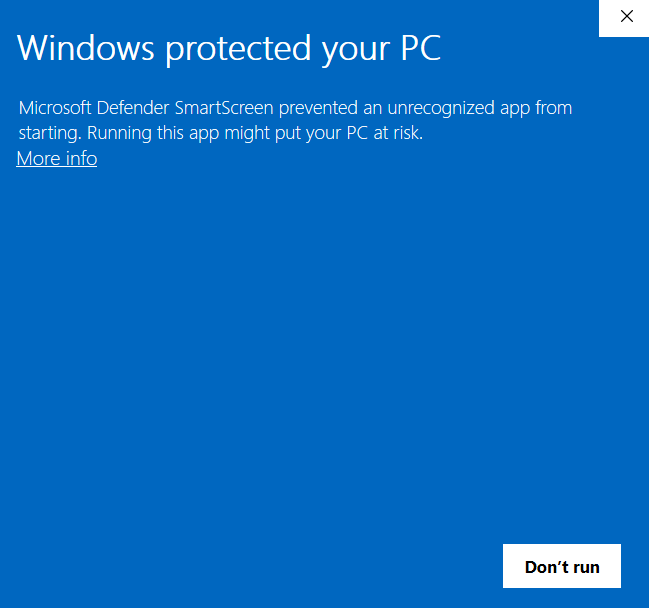 Windows protected your PC
Microsoft Defender SmartScreen prevented an unrecognized app from
starting. Running this app might put your PC at risk.
More info
Don’t run